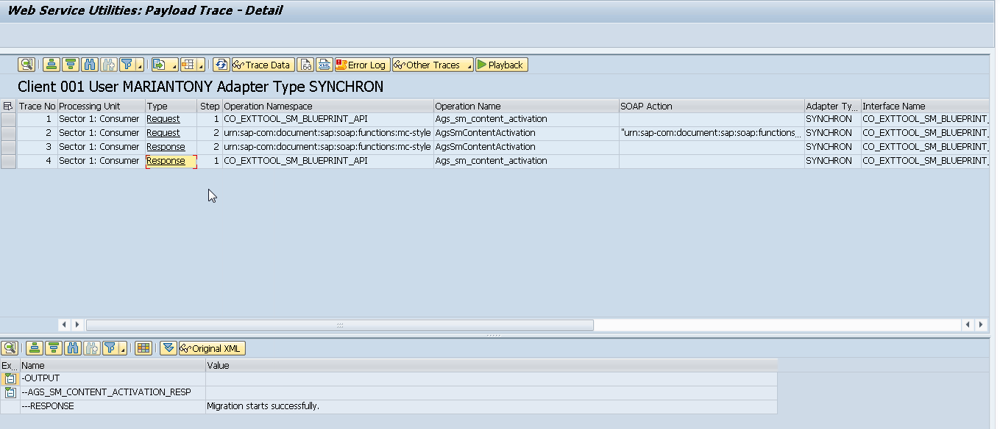 Web Service Utilities: Payload Trace - Detail
Trace Data Error Log Other Traces Playback
Client 001 User MARIANTONY Adapter Type SYNCHRON
Trace No Processing Unit Type Step Operation Namespace Operation Name SOAP Action Adapter Ty... Interface Name
1 Sector 1: Consumer Request 1 CO_EXTTOOL_SM_BLUEPRINT_API Ags_sm_content_activation SYNCHRON CO_EXTTOOL_SM_BLUEPRINT_
2 Sector 1: Consumer Request 2 urn:sap-com:document:sap:soap:functions:mc-style AgsSmContentActivation "urn:sap-com:document:sap:soap:functions... SYNCHRON CO_EXTTOOL_SM_BLUEPRINT_
3 Sector 1: Consumer Response 2 urn:sap-com:document:sap:soap:functions:mc-style AgsSmContentActivation SYNCHRON CO_EXTTOOL_SM_BLUEPRINT_
4 Sector 1: Consumer Response 1 CO_EXTTOOL_SM_BLUEPRINT_API Ags_sm_content_activation SYNCHRON CO_EXTTOOL_SM_BLUEPRINT_
Original XML
Ex... Name Value
-OUTPUT
--AGS_SM_CONTENT_ACTIVATION_RESP
---RESPONSE Migration starts successfully.